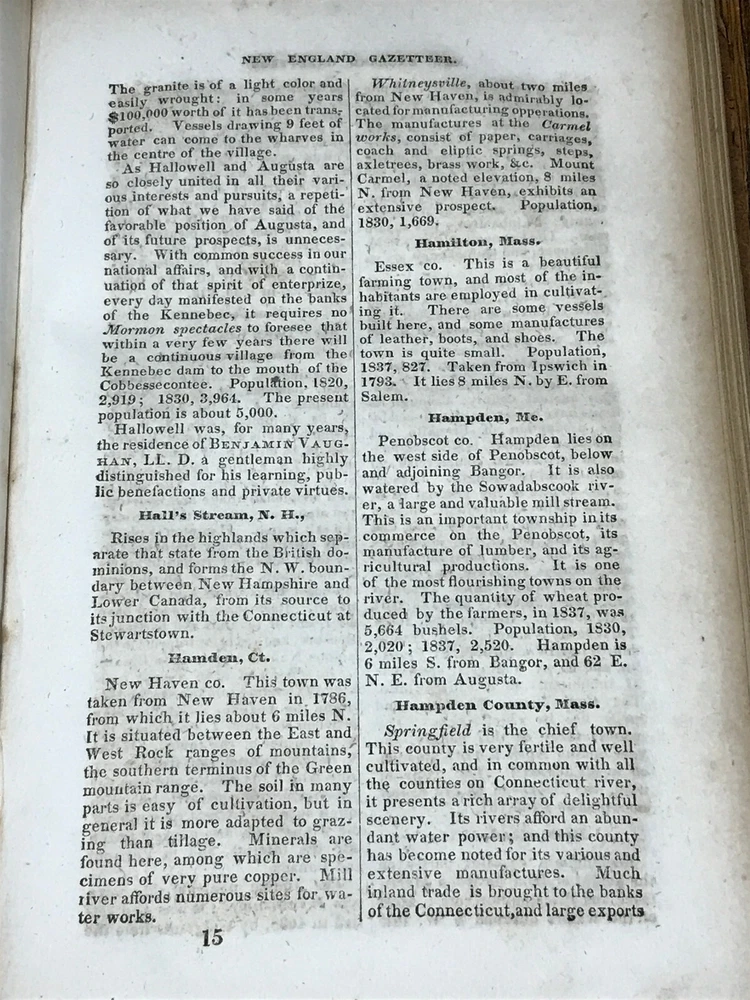 NEW ENGLAND GAZETTEER.
The granite is of a light color and
easily wrought: in some years
$100,000 worth of it has been trans-
ported. Vessels drawing 9 feet of
water can come to the wharves in
the centre of the village.
As Hallowell and Augusta are
so closely united in all their vari-
ous interests and pursuits, a repeti-
tion of what we have said of the
favorable position of Augusta, and
of its future prospects, is unneces-
sary. With common success in our
national affairs, and with a contin-
uation of that spirit of enterprize,
every day manifested on the banks
of the Kennebec, it requires no
Mormon spectacles to foresee that
within a very few years there will
be a continuous village from the
Kennebec dam to the mouth of the
Cobbessecontee. Population, 1820,
2,919; 1830, 3,964. The present
population is about 5,000.
Hallowell was, for many years,
the residence of BENJAMIN VAUG-
HAN, LL. D. a gentleman highly
distinguished for his learning, pub-
lic benefactions and private virtues.
Hall's Stream, N. H.,
Rises in the highlands which sep-
arate that state from the British do-
minions, and forms the N. W. boun-
dary between New Hampshire and
Lower Canada, from its source to
its junction with the Connecticut at
Stewartstown.
Hamden, Ct.
New Haven co. This town was
taken from New Haven in 1786,
from which it lies about 6 miles N.
It is situated between the East and
West Rock ranges of mountains,
the southern terminus of the Green
mountain range. The soil in many
parts is easy of cultivation, but in
general it is more adapted to graz-
ing than tillage. Minerals are
found here, among which are spe-
cimens of very pure copper. Mill
river affords numerous sites for wa-
ter works.
15
Whitneysville, about two miles
from New Haven, is admirably lo-
cated for manufacturing opperations.
The manufactures at the Carmel
works, consist of paper, carriages,
coach and eliptic springs, steps,
axletrees, brass work, &c. Mount
Carmel, a noted elevation, 8 miles
N. from New Haven, exhibits an
extensive prospect. Population,
1830, 1,669.
Hamilton, Mass.
Essex co. This is a beautiful
farming town, and most of the in-
habitants are employed in cultivat-
ing it. There are some vessels
built here, and some manufactures
of leather, boots, and shoes. The
town is quite small. Population,
1837, 827. Taken from Ipswich in
1793. It lies 8 miles N. by E. from
Salem.
Hampden, Me.
Penobscot co. Hampden lies on
the west side of Penobscot, below
and adjoining Bangor. It is also
watered by the Sowadabscook riv-
er, a large and valuable mill stream.
This is an important township in its
commerce on the Penobscot, its
manufacture of lumber, and its ag-
ricultural productions. It is one
of the most flourishing towns on the
river. The quantity of wheat pro-
duced by the farmers, in 1837, was
5,664 bushels. Population, 1830,
2,020; 1837, 2,520. Hampden is
6 miles S. from Bangor, and 62 E.
N. E. from Augusta.
Hampden County, Mass.
Springfield is the chief town.
This county is very fertile and well
cultivated, and in common with all
the counties on Connecticut river,
it presents a rich array of delightful
scenery. Its rivers afford an abun-
dant water power; and this county
has become noted for its various and
extensive manufactures. Much
inland trade is brought to the banks
of the Connecticut, and large exports